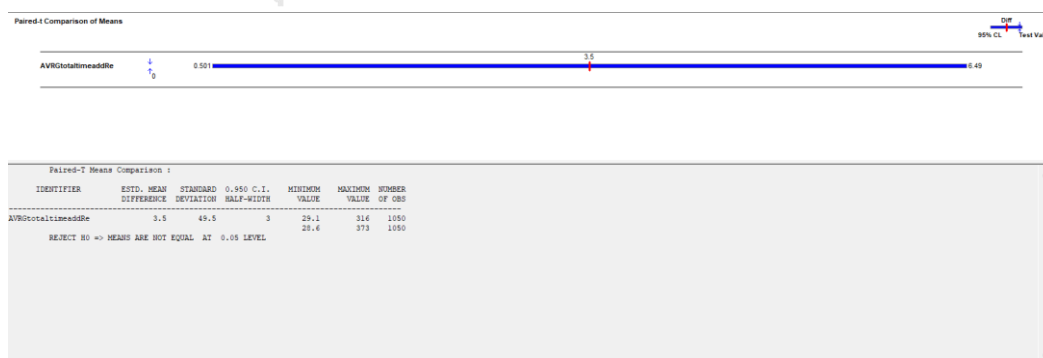 Paired-t Comparison of Means
Diff
95% CL Test Val
3.5
AVRGtotaltimeaddRe 0 0.501 6.49
Paired-T Means Comparison :
IDENTIFIER ESTD. MEAN STANDARD 0.950 C.I. MINIMUM MAXIMUM NUMBER
DIFFERENCE DEVIATION HALF-WIDTH VALUE VALUE OF OBS
AVRGtotaltimeaddRe 3.5 49.5 3 29.1 316 1050
28.6 373 1050
REJECT H0 => MEANS ARE NOT EQUAL AT 0.05 LEVEL